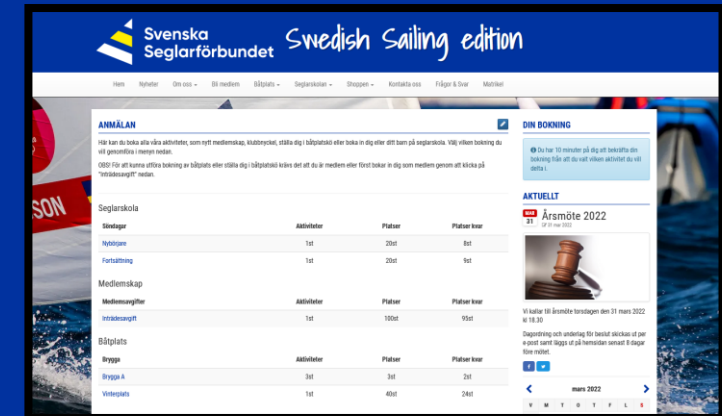 Svenska
Seglarförbundet
Swedish Sailing edition
Hem Nyheter Om oss Bli medlem Båtplats Seglarskolan Shoppen Kontakta oss Frågor & Svar Matrikel
ANMÄLAN
Här kan du boka alla våra aktiviteter, som nytt medlemskap, klubbnyckel, ställa dig i båtplatskö eller boka in dig eller ditt barn på seglarskola. Välj vilken bokning du
vill genomföra i menyn nedan.
OBS! För att kunna utföra bokning av båtplats eller ställa dig i båtplatskö krävs det att du är medlem eller först bokar in dig som medlem genom att klicka på
"inträdesavgift" nedan.
Seglarskola
Söndagar Aktiviteter Platser Platser kvar
Nybörjare 1st 20st 8st
Fortsättning 1st 20st 9st
Medlemskap
Medlemsavgifter Aktiviteter Platser Platser kvar
Inträdesavgift 1st 100st 95st
Båtplats
Brygga Aktiviteter Platser Platser kvar
Brygga A 3st 3st 2st
Vinterplats 1st 40st 24st
DIN BOKNING
Du har 10 minuter på dig att bekräfta din
bokning från att du valt vilken aktivitet du vill
delta i.
AKTUELLT
MAR
31
Årsmöte 2022
31 mar 2022
Vi kallar till årsmöte torsdagen den 31 mars 2022
kl 18.30
Dagordning och underlag för beslut skickas ut per
e-post samt läggs ut på hemsidan senast 8 dagar
före mötet.
mars 2022
V M T O T F L S
SON